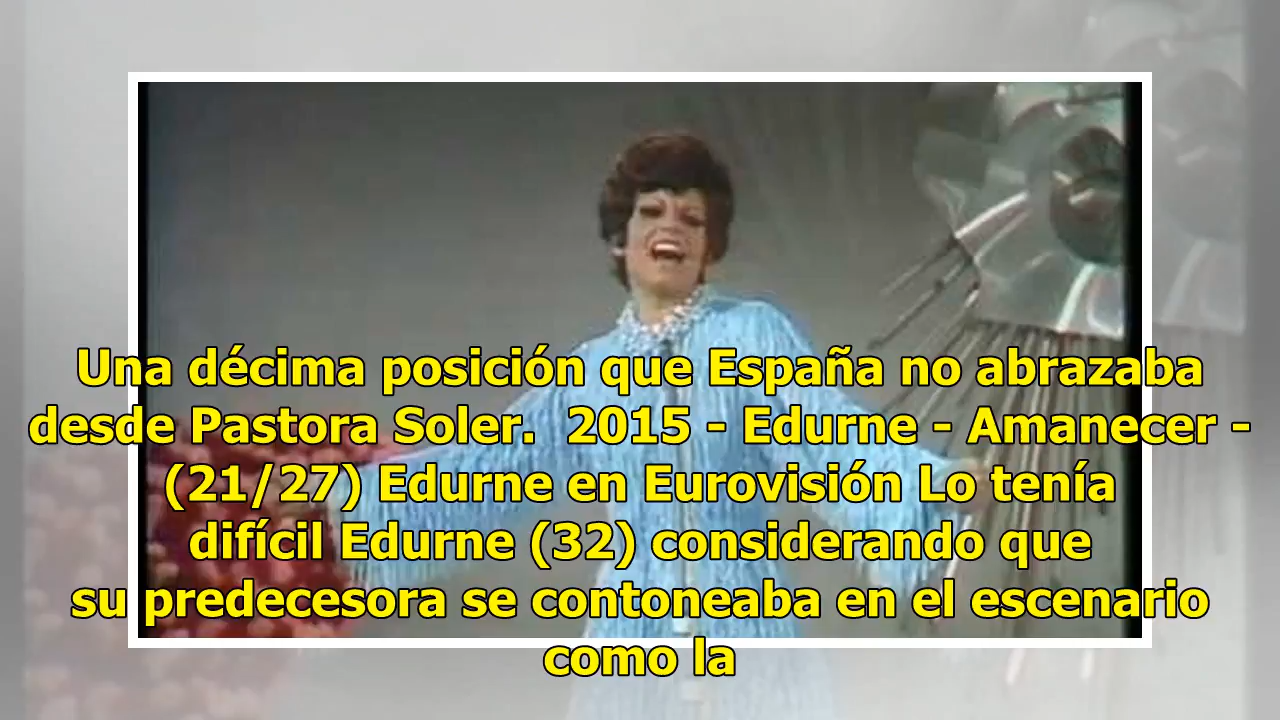 Una décima posición que España no abrazaba
desde Pastora Soler.  2015 - Edurne - Amanecer -
(21/27) Edurne en Eurovisión Lo tenía
difícil Edurne (32) considerando que
su predecesora se contoneaba en el escenario
como la